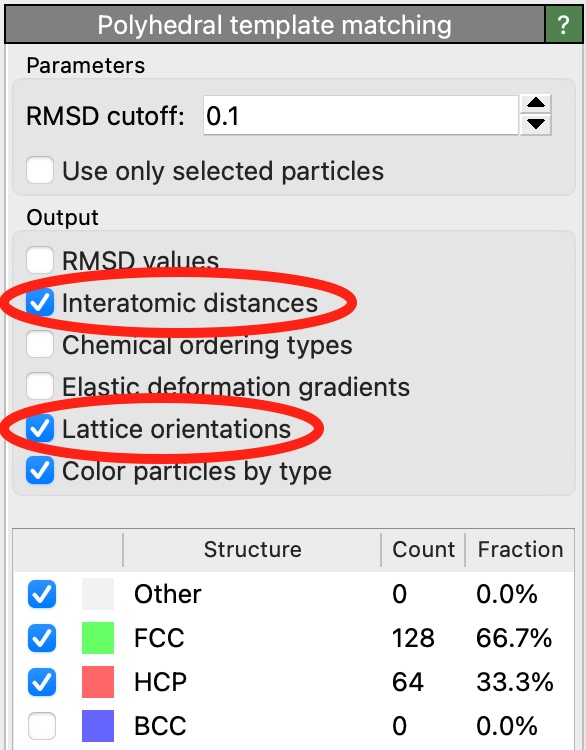 Polyhedral template matching ?
Parameters
RMSD cutoff: 0.1
Use only selected particles
Output
RMSD values
Interatomic distances
Chemical ordering types
Elastic deformation gradients
Lattice orientations
Color particles by type
Structure Count Fraction
Other 0 0.0%
FCC 128 66.7%
HCP 64 33.3%
BCC 0 0.0%